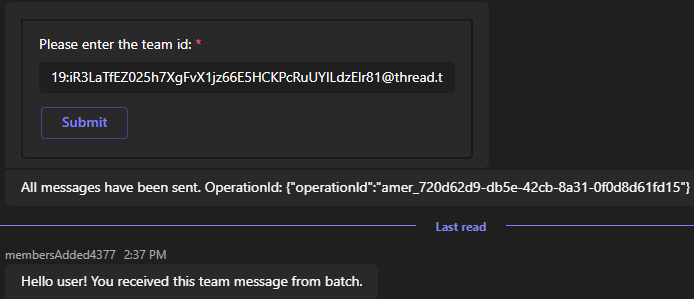 Please enter the team id: *
19:iR3LaTfEZ025h7XgFvX1jz66E5HCKPcRuUYILdzEIr81@thread.t
Submit
All messages have been sent. OperationId: {"operationId":"amer_720d62d9-db5e-42cb-8a31-0f0d8d61fd15"}
Last read
membersAdded4377 2:37 PM
Hello user! You received this team message from batch.